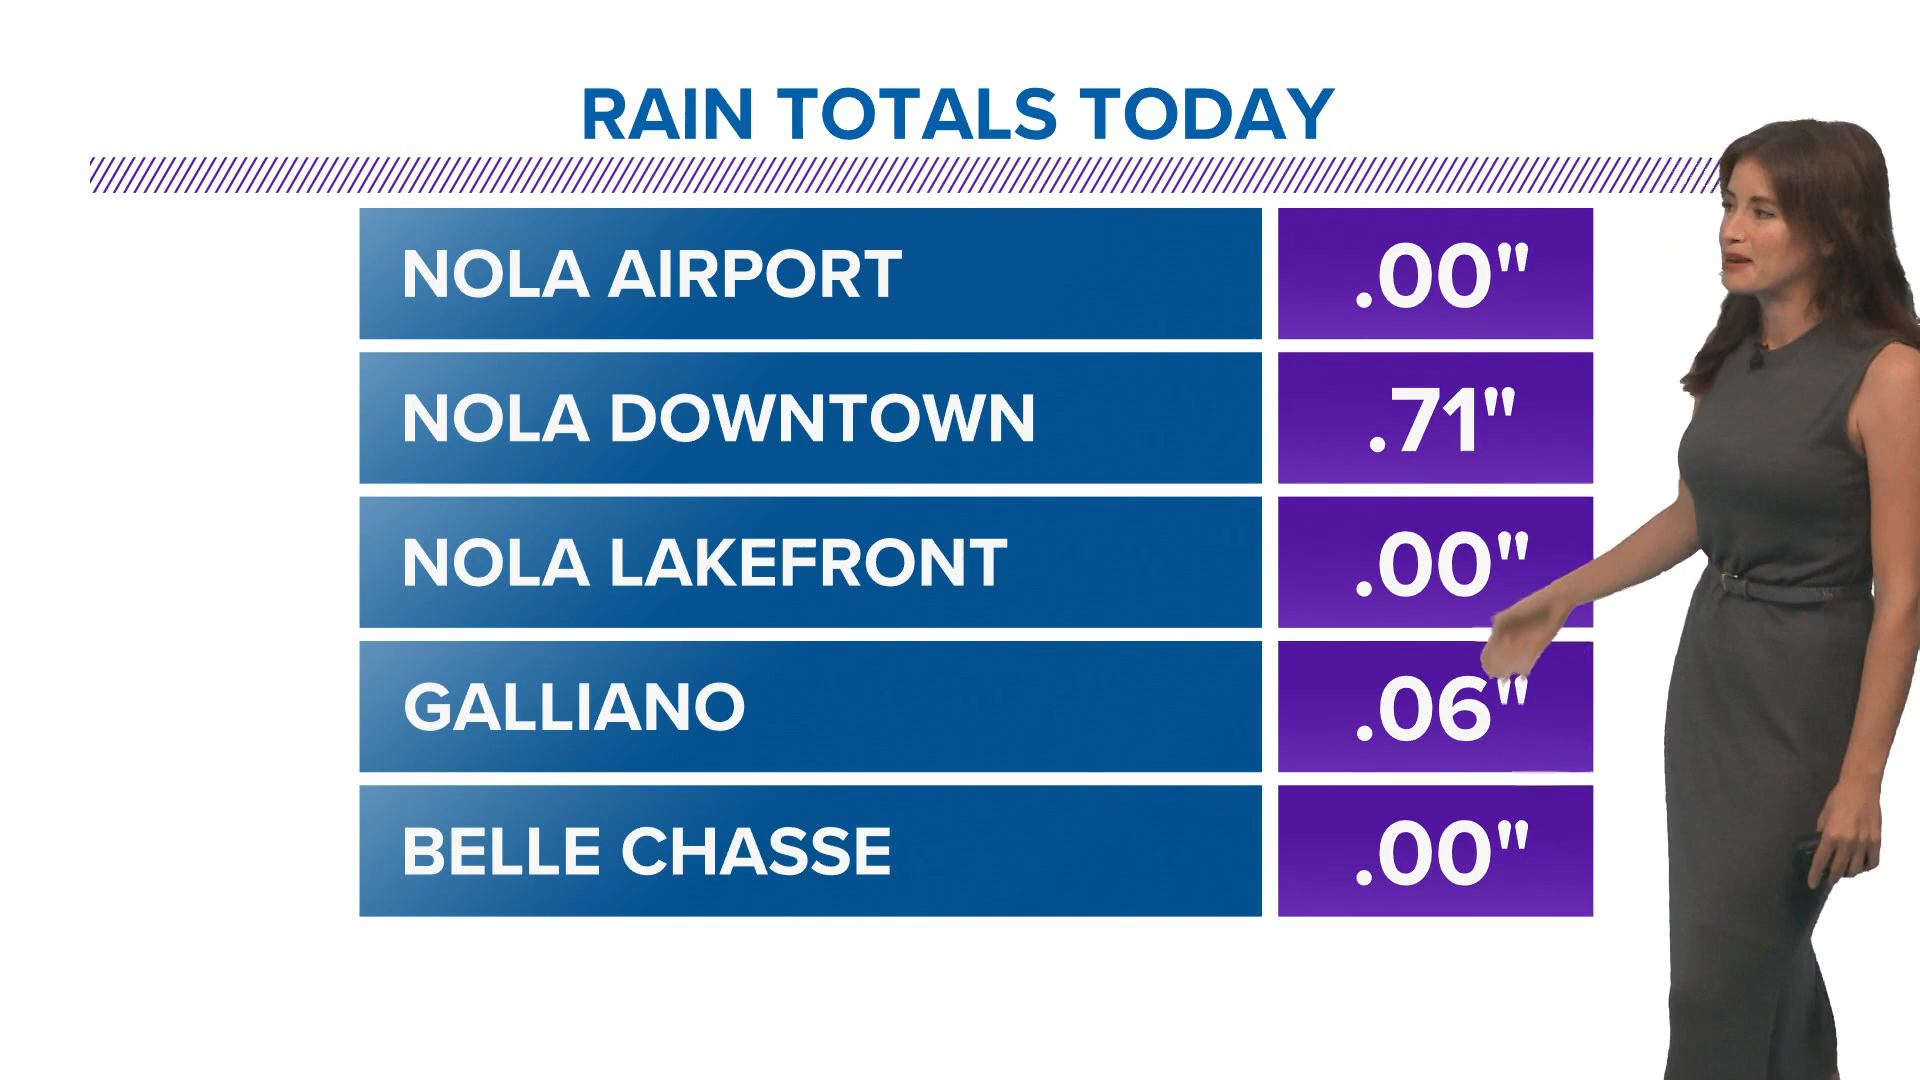 RAIN TOTALS TODAY
NOLA AIRPORT .00"
NOLA DOWNTOWN .71"
NOLA LAKEFRONT .00"
GALLIANO .06"
BELLE CHASSE .00"